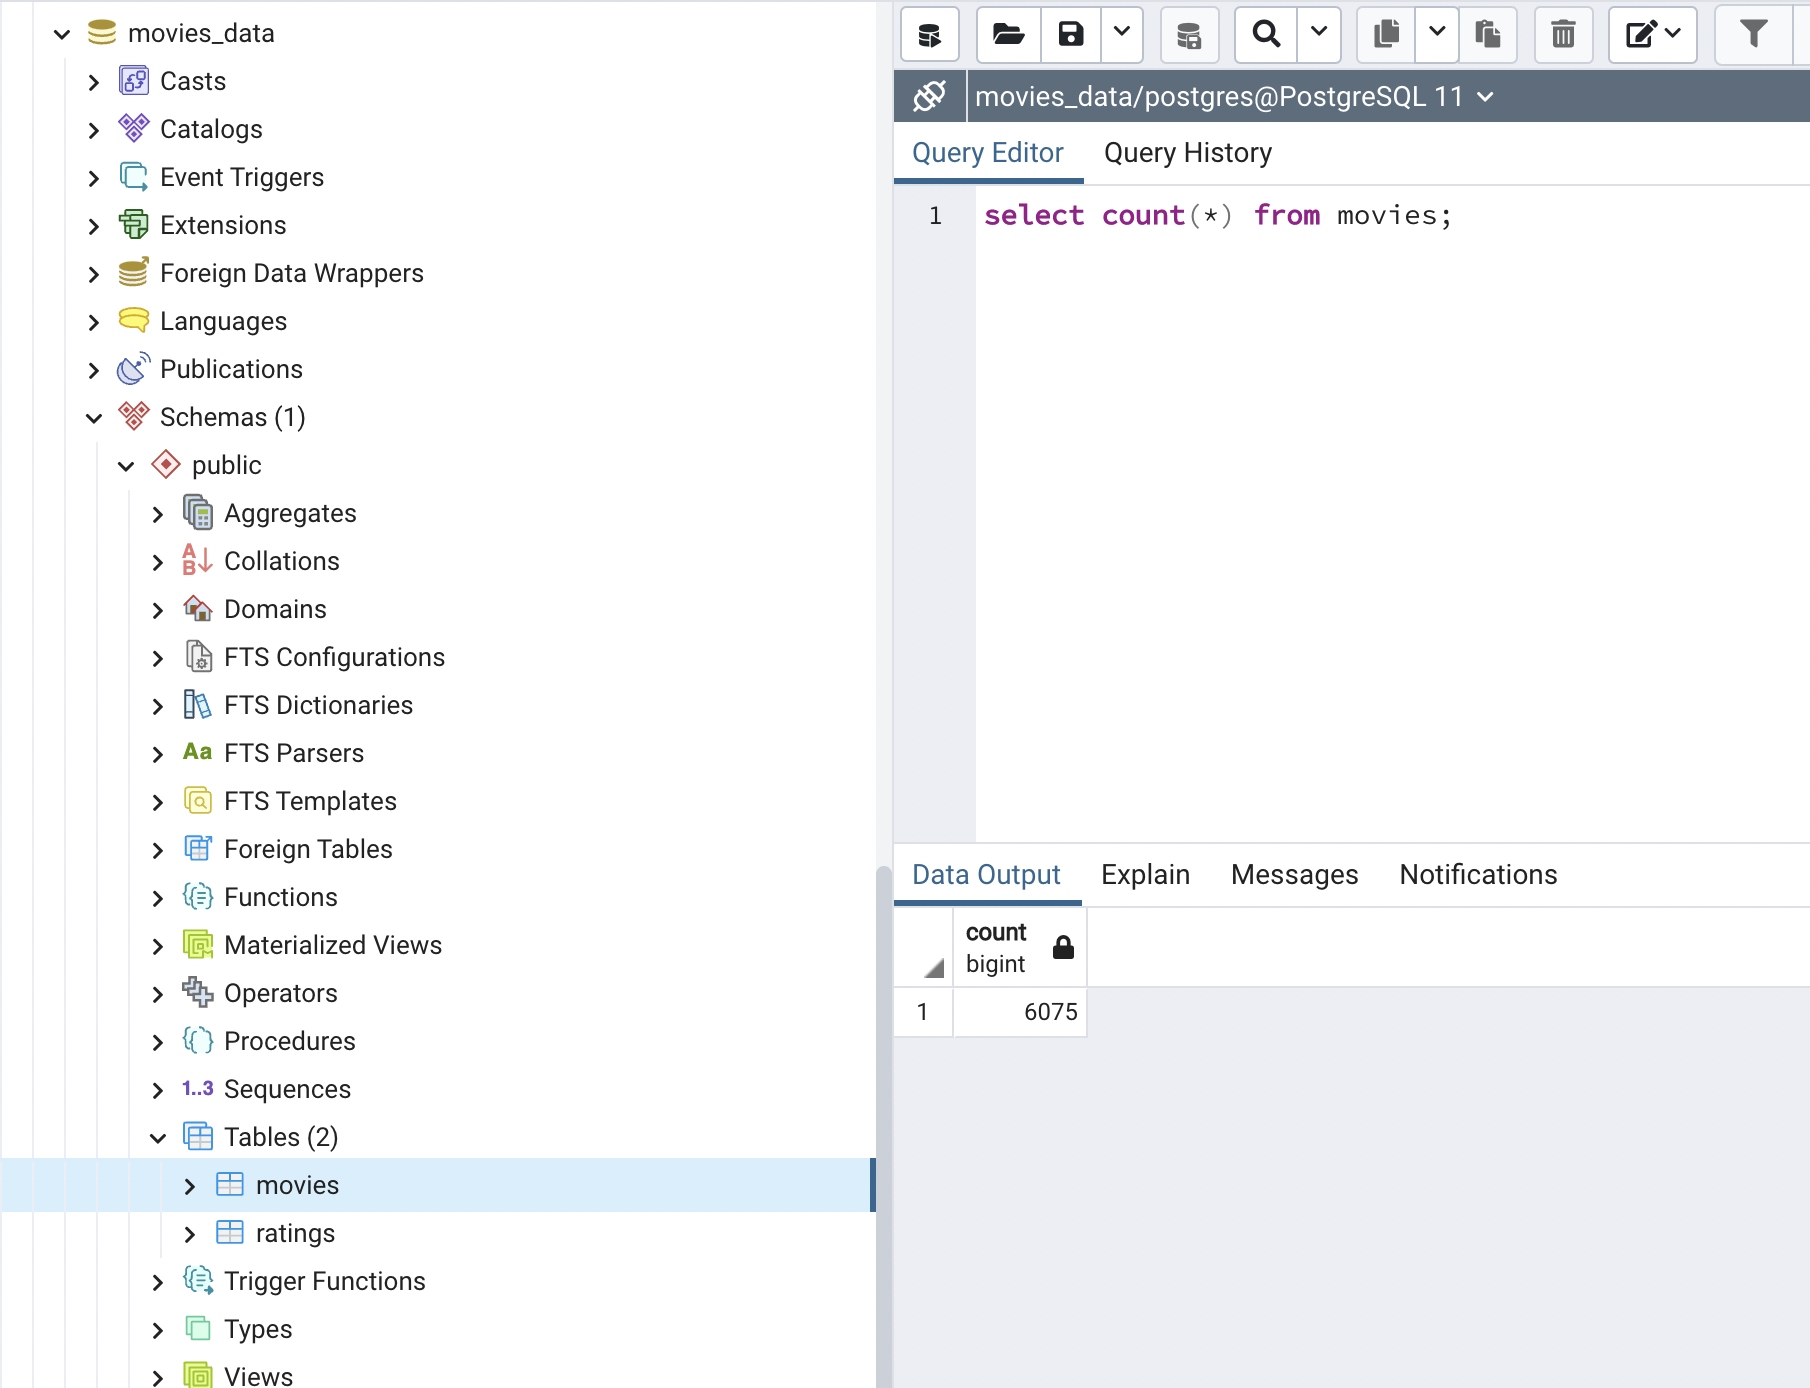 movies_data
Casts
Catalogs
Event Triggers
Extensions
Foreign Data Wrappers
Languages
Publications
Schemas (1)
public
Aggregates
A
B
Collations
Domains
FTS Configurations
FTS Dictionaries
Aa FTS Parsers
FTS Templates
Foreign Tables
Functions
Materialized Views
Operators
Procedures
1..3 Sequences
Tables (2)
movies
ratings
Trigger Functions
Types
Views
movies_data/postgres@PostgreSQL 11
Query Editor Query History
1 select count(*) from movies;
Data Output Explain Messages Notifications
count
bigint
1 6075